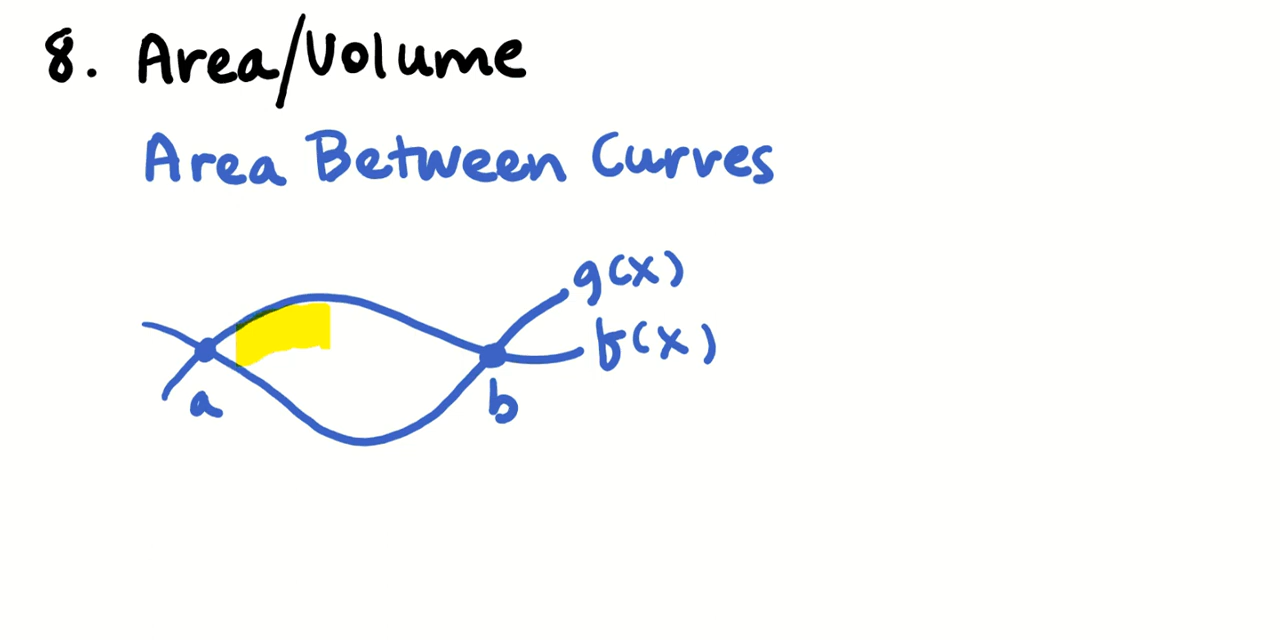 8. Area/Volume
Area Between Curves
g(x)
f(x)
a
b